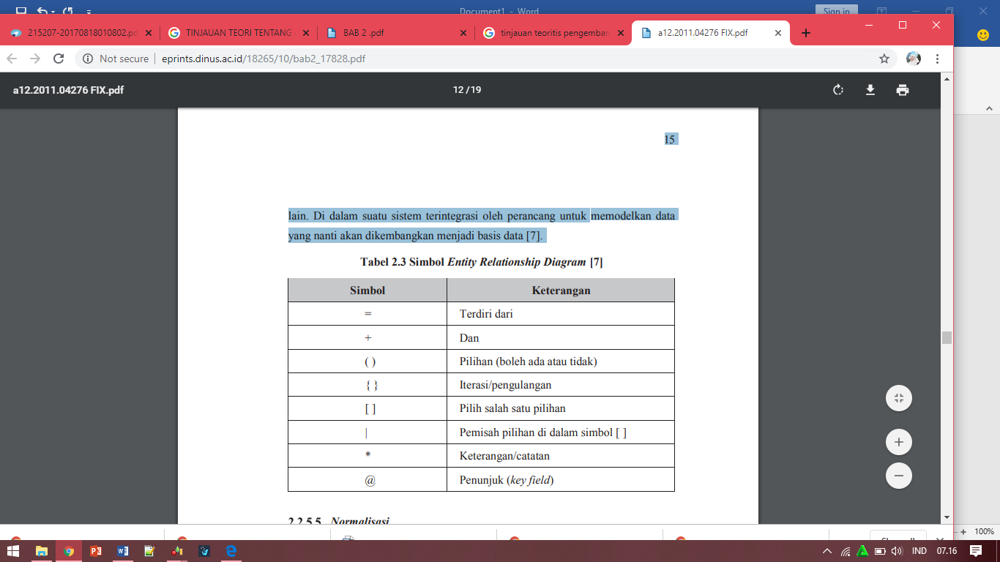 Document1 - Word
Sign in
215207-20170818010802.pd
TINJAUAN TEORI TENTANG
BAB 2 .pdf
tinjauan teoritis pengemban
a12.2011.04276 FIX.pdf
Not secure | eprints.dinus.ac.id/18265/10/bab2_17828.pdf
a12.2011.04276 FIX.pdf
12 / 19
15
lain. Di dalam suatu sistem terintegrasi oleh perancang untuk memodelkan data
yang nanti akan dikembangkan menjadi basis data [7].
Tabel 2.3 Simbol Entity Relationship Diagram [7]
Simbol Keterangan
= Terdiri dari
+ Dan
( ) Pilihan (boleh ada atau tidak)
{ } Iterasi/pengulangan
[ ] Pilih salah satu pilihan
| Pemisah pilihan di dalam simbol [ ]
* Keterangan/catatan
@ Penunjuk (key field)
2.2.5.5 Normalisasi
100%
IND 07.16